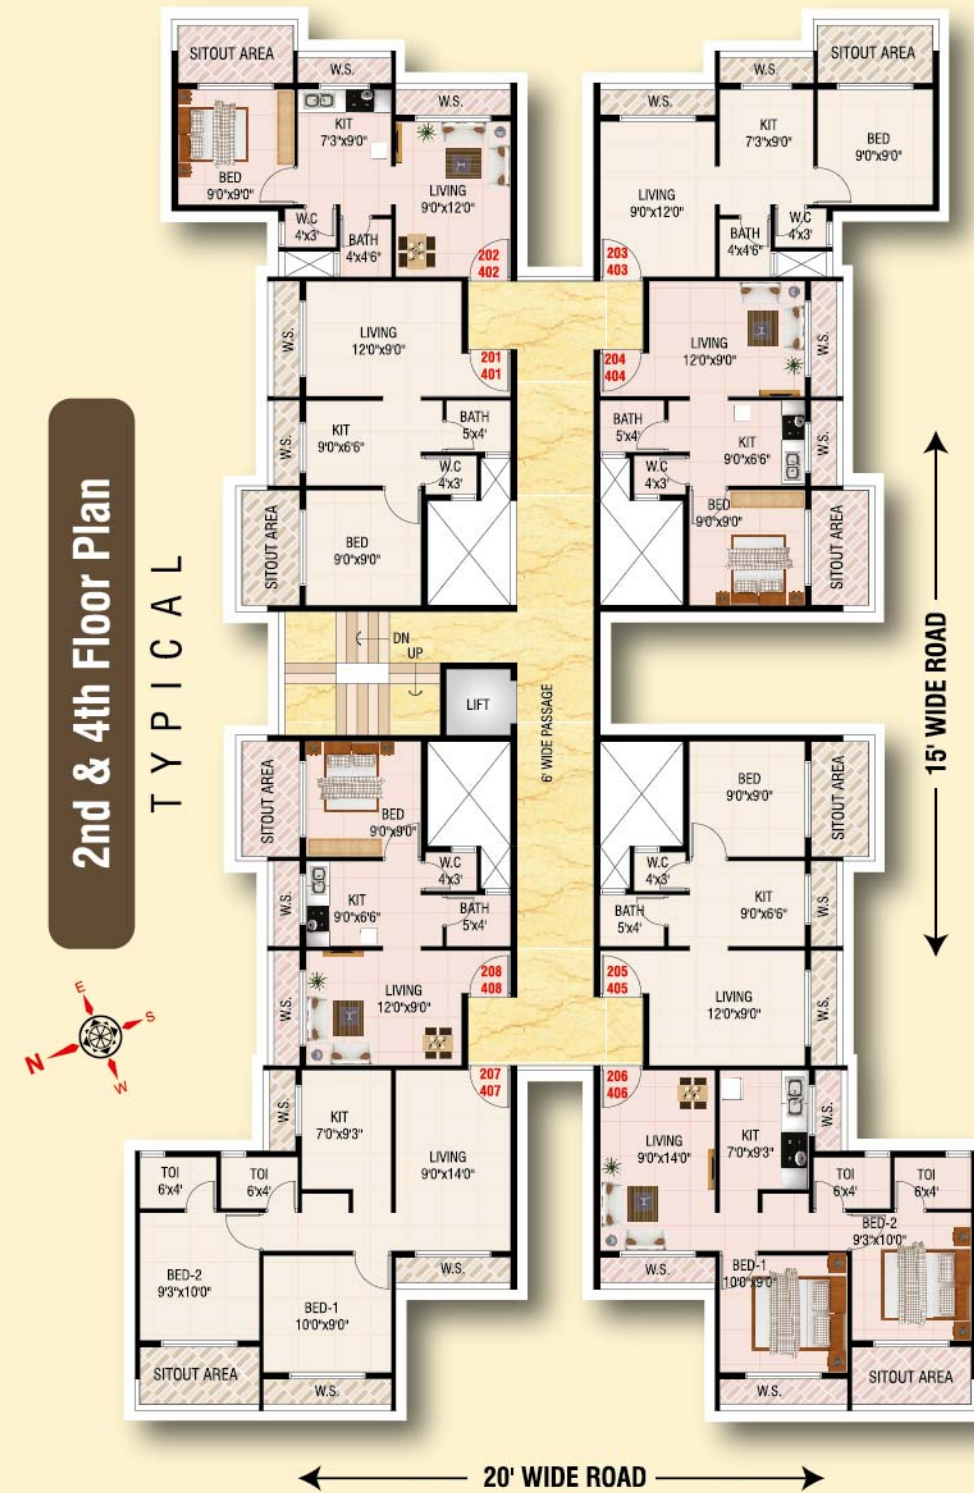 2nd & 4th Floor Plan
TYPICAL
SITOUT AREA
W.S.
W.S.
KIT
7'3"x9'0"
BED
9'0"x9'0"
LIVING
9'0"x12'0"
W.C
4'x3'
BATH
4'x4'6"
202
402
SITOUT AREA
W.S.
W.S.
KIT
7'3"x9'0"
BED
9'0"x9'0"
LIVING
9'0"x12'0"
BATH
4'x4'6"
W.C
4'x3'
203
403
W.S.
LIVING
12'0"x9'0"
201
401
W.S.
KIT
9'0"x6'6"
BATH
5'x4'
W.C
4'x3'
SITOUT AREA
BED
9'0"x9'0"
204
404
LIVING
12'0"x9'0"
W.S.
BATH
5'x4'
KIT
9'0"x6'6"
W.S.
W.C
4'x3'
BED
9'0"x9'0"
SITOUT AREA
DN
UP
LIFT
6' WIDE PASSAGE
15' WIDE ROAD
SITOUT AREA
BED
9'0"x9'0"
W.C
4'x3'
W.S.
KIT
9'0"x6'6"
BATH
5'x4'
W.S.
LIVING
12'0"x9'0"
208
408
BED
9'0"x9'0"
SITOUT AREA
W.C
4'x3'
KIT
9'0"x6'6"
W.S.
BATH
5'x4'
205
405
LIVING
12'0"x9'0"
W.S.
E
S
N
W
207
407
W.S.
KIT
7'0"x9'3"
LIVING
9'0"x14'0"
TOI
6'x4'
TOI
6'x4'
BED-2
9'3"x10'0"
W.S.
BED-1
10'0"x9'0"
SITOUT AREA
W.S.
206
406
LIVING
9'0"x14'0"
KIT
7'0"x9'3"
W.S.
TOI
6'x4'
TOI
6'x4'
BED-2
9'3"x10'0"
W.S.
BED-1
10'0"x9'0"
W.S.
SITOUT AREA
20' WIDE ROAD